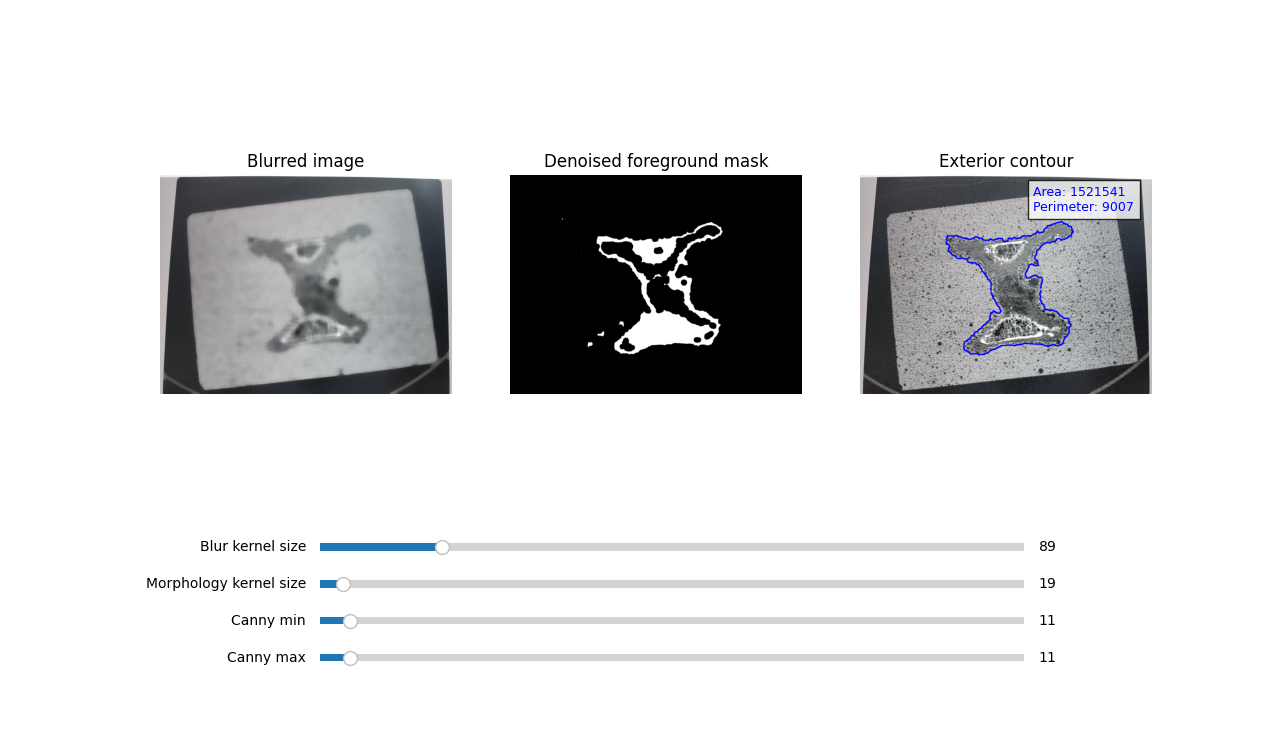 Blurred image
Denoised foreground mask
Exterior contour
Area: 1521541
Perimeter: 9007
Blur kernel size 89
Morphology kernel size 19
Canny min 11
Canny max 11